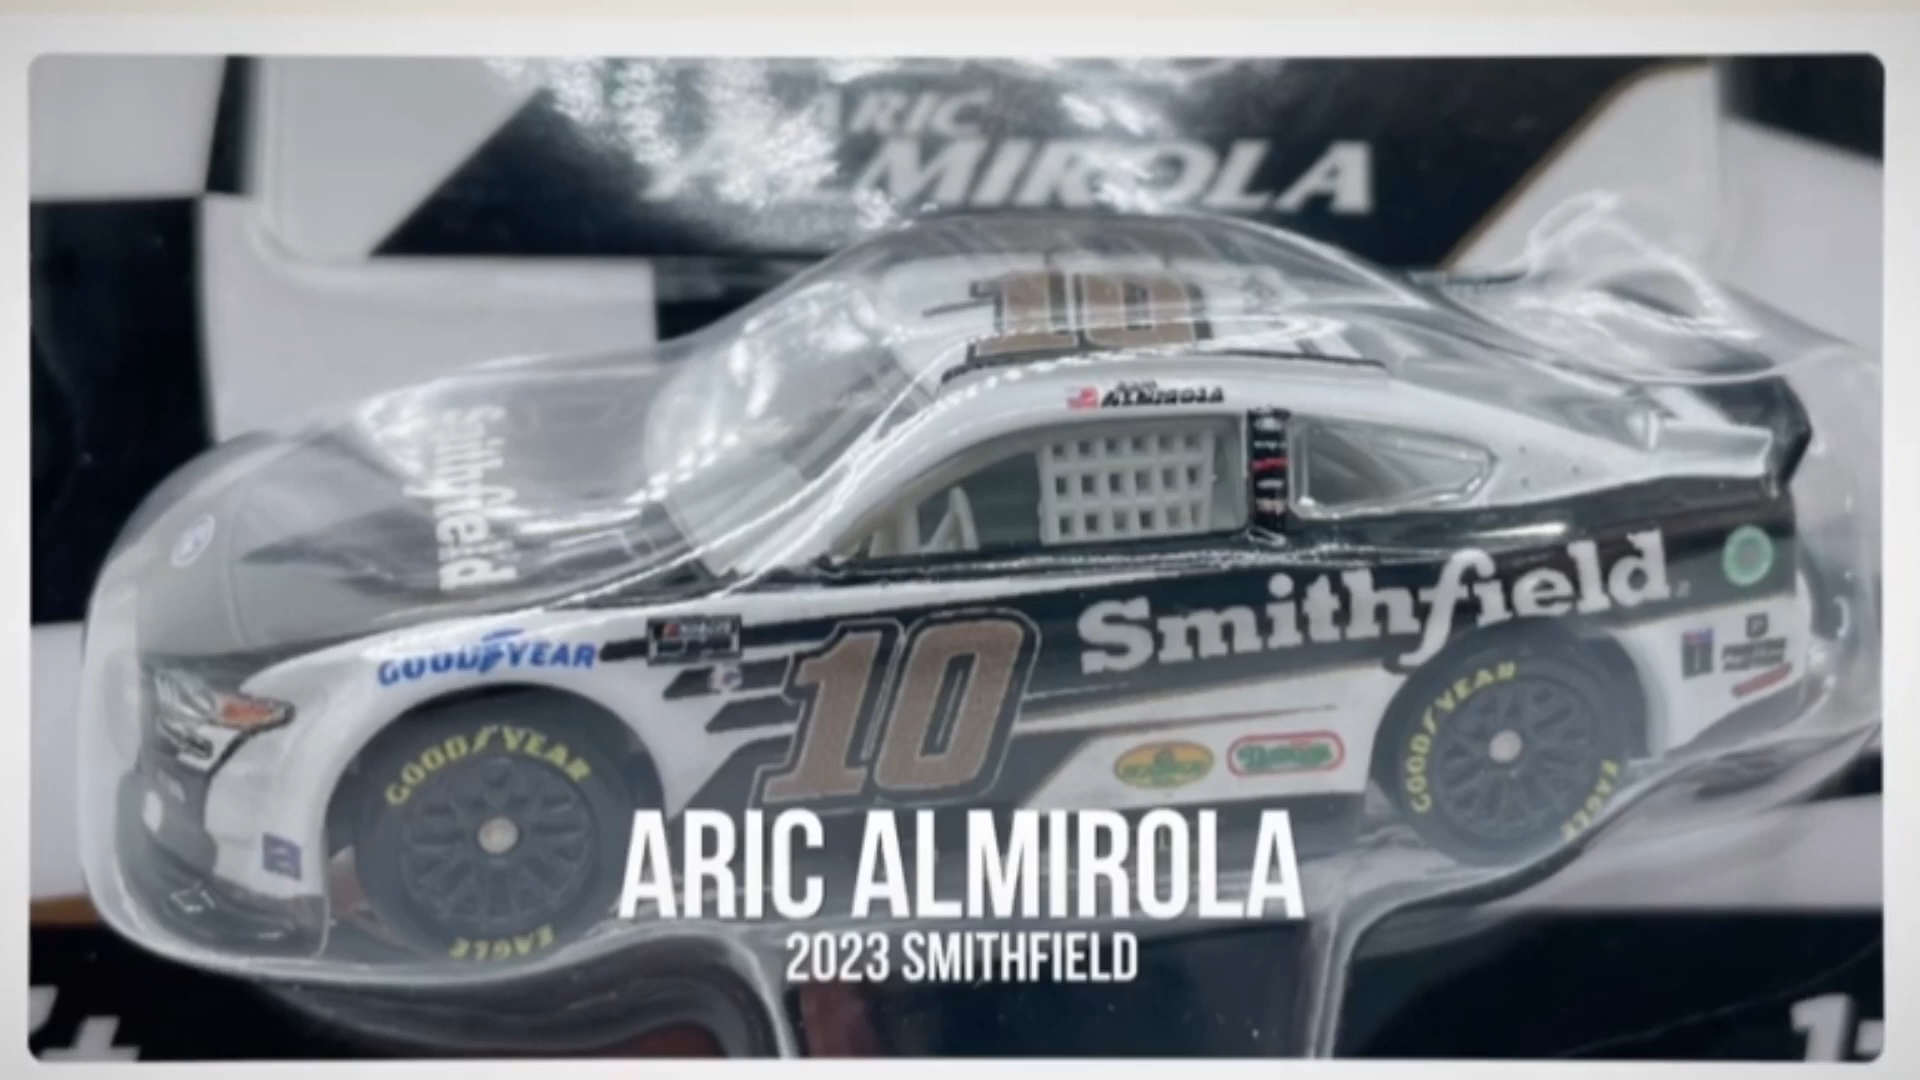 ARIC
ALMIROLA
10
ALMIROLA
Smithfield
Smithfield
GOODYEAR
10
GOODYEAR
EAGLE
GOODYEAR
EAGLE
ARIC ALMIROLA
2023 SMITHFIELD